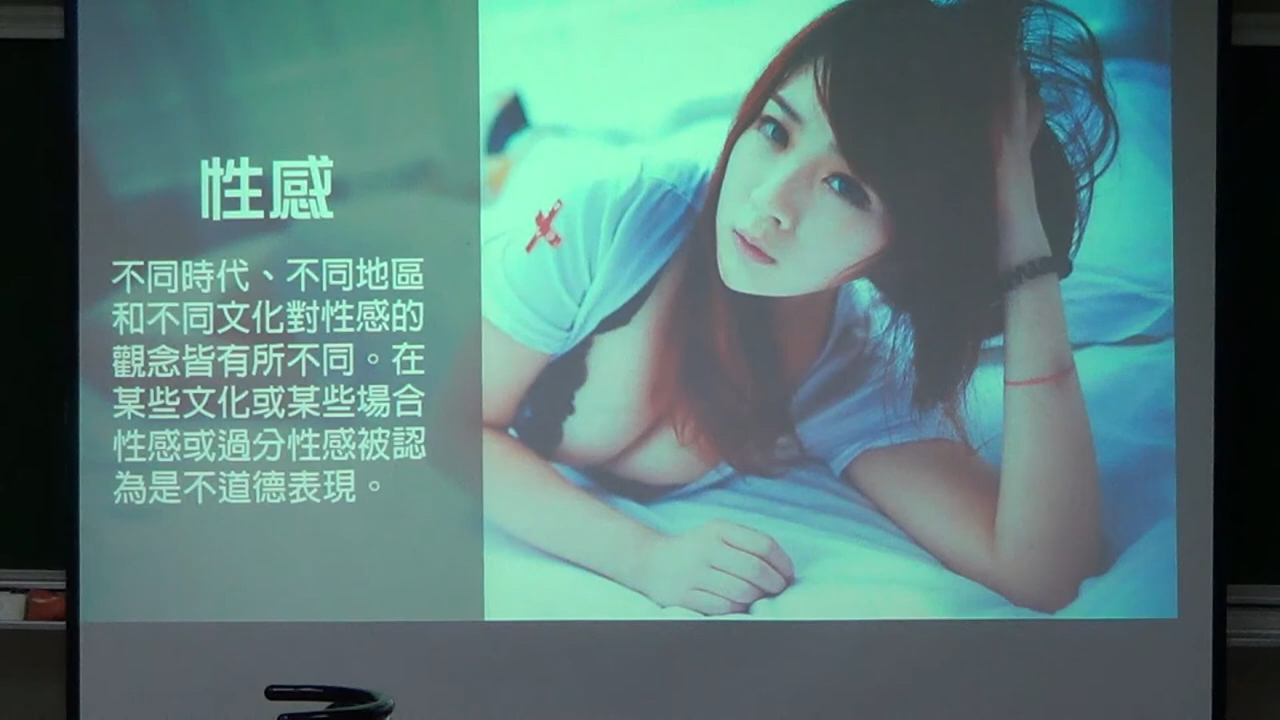 性感
不同時代、不同地區
和不同文化對性感的
觀念皆有所不同。在
某些文化或某些場合
性感或過分性感被認
為是不道德表現。